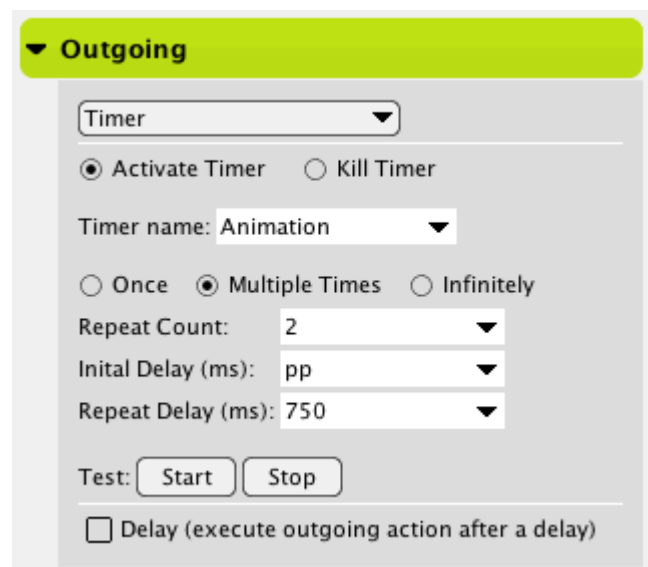 Outgoing
Timer
Activate Timer Kill Timer
Timer name: Animation
Once Multiple Times Infinitely
Repeat Count: 2
Inital Delay (ms): pp
Repeat Delay (ms): 750
Test: Start Stop
Delay (execute outgoing action after a delay)